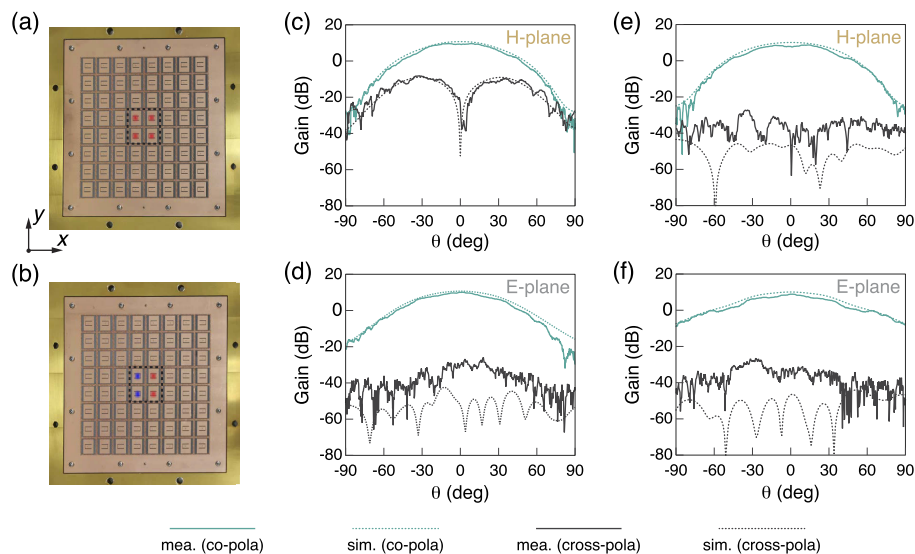 (a)
y
x
(b)
(c)
H-plane
Gain (dB)
20
0
-20
-40
-60
-80
-90
-60
-30
0
30
60
90
θ (deg)
(e)
H-plane
Gain (dB)
20
0
-20
-40
-60
-80
-90
-60
-30
0
30
60
90
θ (deg)
(d)
E-plane
Gain (dB)
20
0
-20
-40
-60
-80
-90
-60
-30
0
30
60
90
θ (deg)
(f)
E-plane
Gain (dB)
20
0
-20
-40
-60
-80
-90
-60
-30
0
30
60
90
θ (deg)
mea. (co-pola)
sim. (co-pola)
mea. (cross-pola)
sim. (cross-pola)